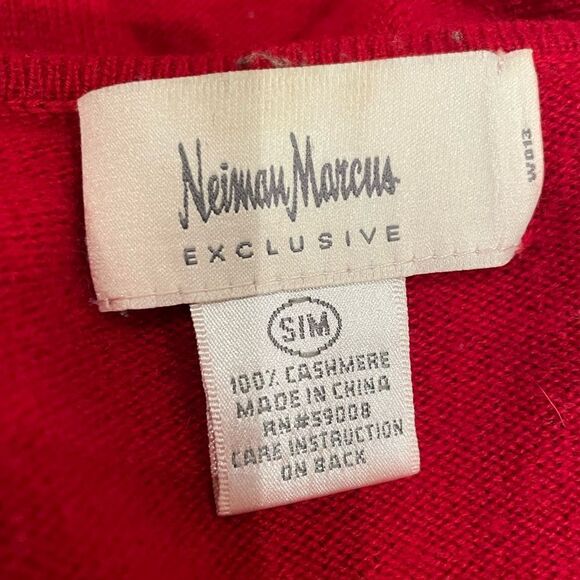 Neiman Marcus
EXCLUSIVE
W013
S/M
100% CASHMERE
MADE IN CHINA
RN#59008
CARE INSTRUCTION
ON BACK